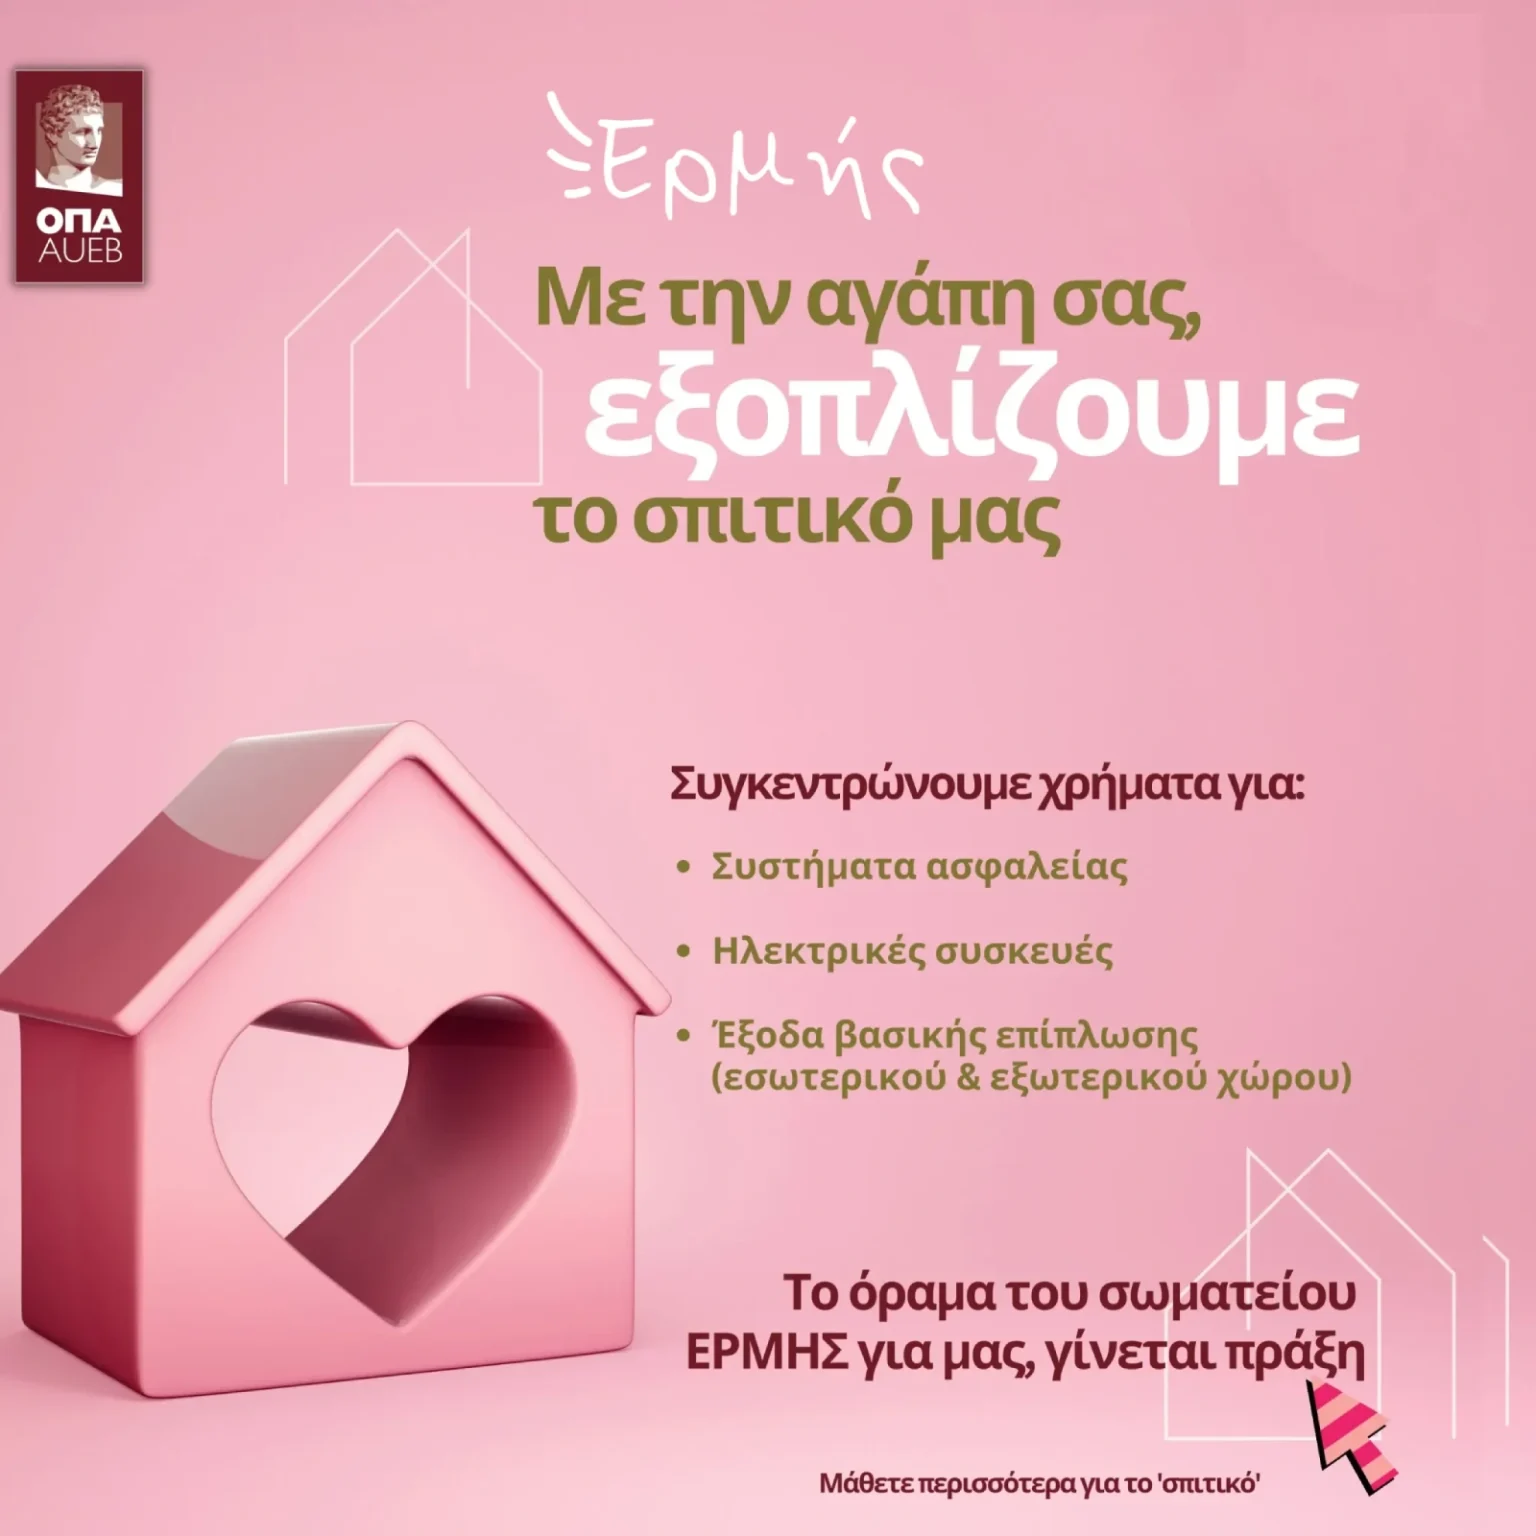 ΟΠΑ
AUEB
Ερμής
Με την αγάπη σας,
εξοπλίζουμε
το σπιτικό μας
Συγκεντρώνουμε χρήματα για:
• Συστήματα ασφαλείας
• Ηλεκτρικές συσκευές
• Έξοδα βασικής επίπλωσης
(εσωτερικού & εξωτερικού χώρου)
Το όραμα του σωματείου
ΕΡΜΗΣ για μας, γίνεται πράξη
Μάθετε περισσότερα για το 'σπιτικό'